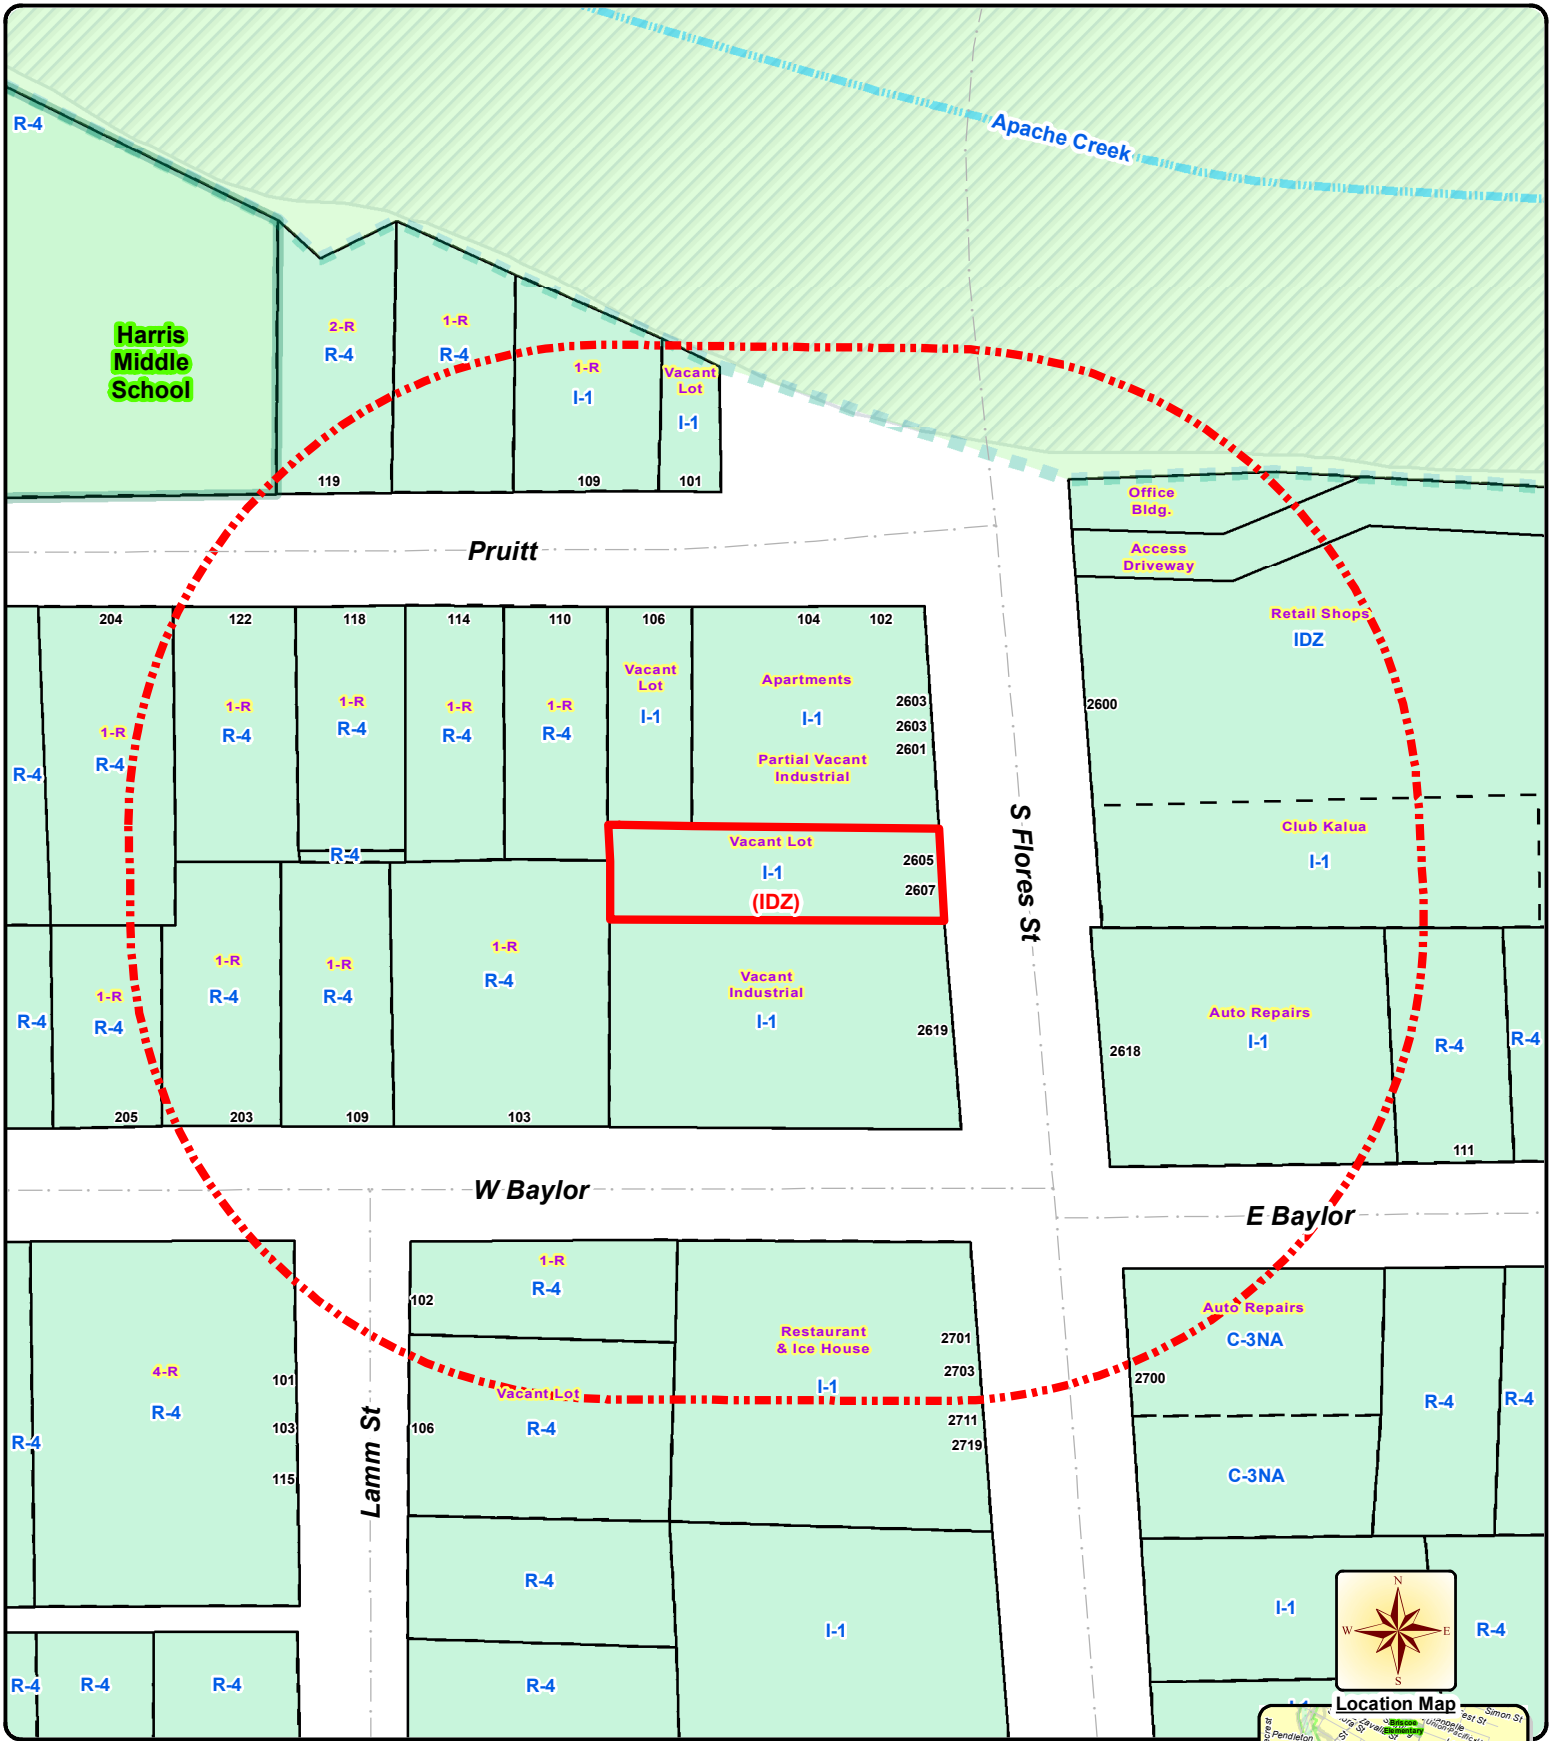 Apache Creek
R-4
Harris
Middle
School
2-R
R-4
119
1-R
R-4
1-R
I-1
109
Vacant
Lot
I-1
101
Office
Bldg.
Access
Driveway
Pruitt
Retail Shops
IDZ
2600
204
1-R
R-4
R-4
122
1-R
R-4
118
1-R
R-4
R-4
114
1-R
R-4
110
1-R
R-4
106
Vacant
Lot
I-1
104
102
Apartments
I-1
Partial Vacant
Industrial
2603
2603
2601
S Flores St
Club Kalua
I-1
Vacant Lot
I-1
(IDZ)
2605
2607
R-4
1-R
R-4
205
1-R
R-4
203
1-R
R-4
109
1-R
R-4
103
Vacant
Industrial
I-1
2619
Auto Repairs
I-1
2618
R-4
111
R-4
W Baylor
E Baylor
1-R
R-4
102
Restaurant
& Ice House
I-1
2701
2703
2711
2719
Auto Repairs
C-3NA
2700
C-3NA
R-4
R-4
4-R
R-4
101
103
115
R-4
Lamm St
Vacant Lot
R-4
106
R-4
R-4
I-1
I-1
R-4
R-4
R-4
R-4
N
W
E
S
Location Map
Simon St
Briscoe
Elementary
Pendleton